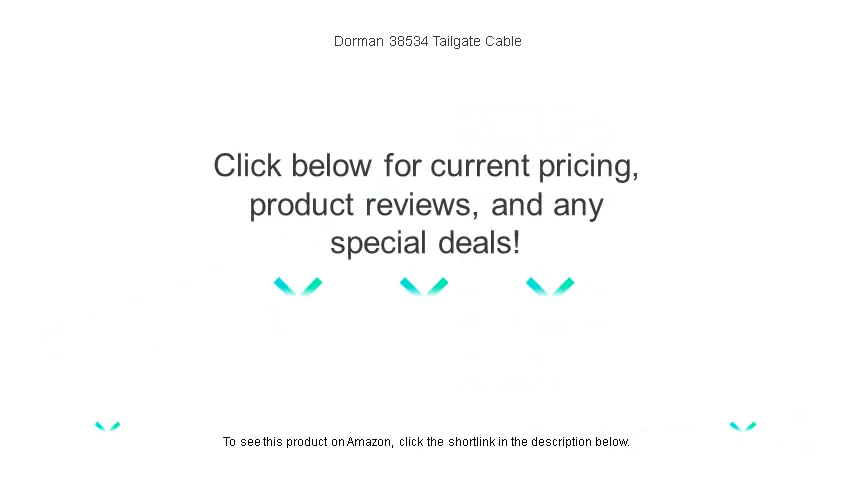 Dorman 38534 Tailgate Cable
Click below for current pricing,
product reviews, and any
special deals!
To see this product on Amazon, click the shortlink in the description below.